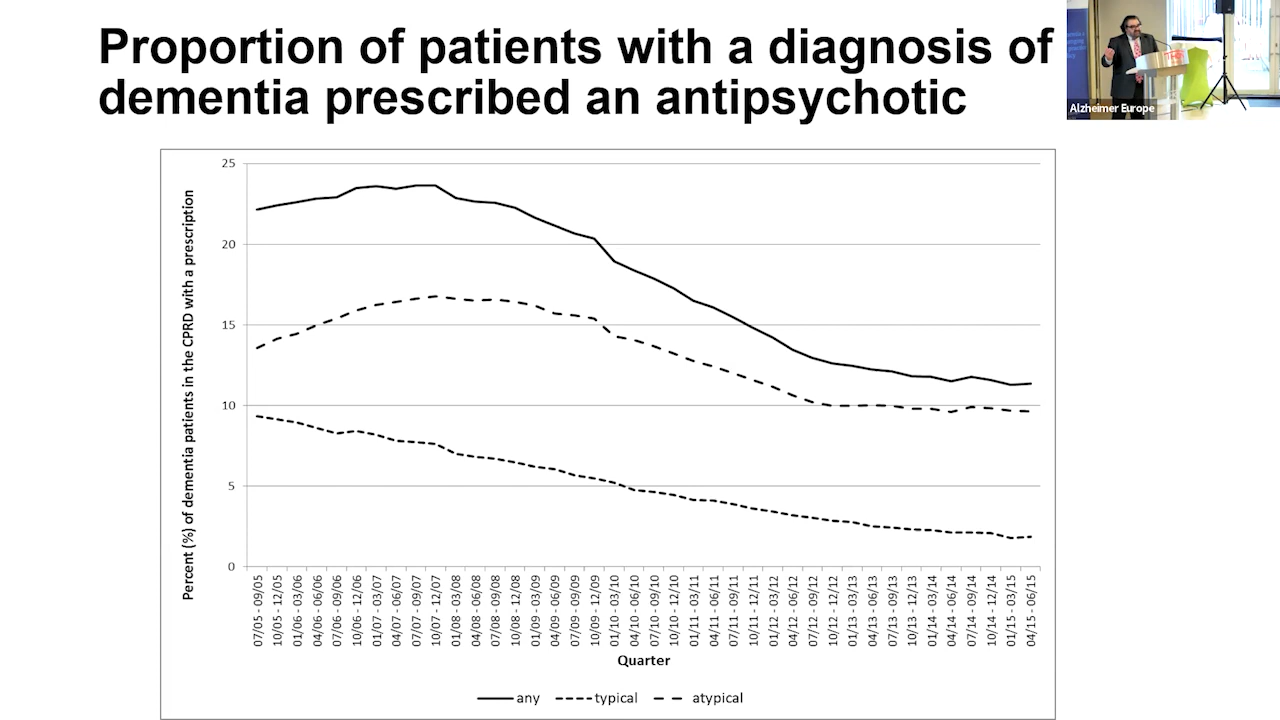 Proportion of patients with a diagnosis of
dementia prescribed an antipsychotic
Alzheimer Europe
Percent (%) of dementia patients in the CPRD with a prescription
25
20
15
10
5
0
07/05 - 09/05
10/05 - 12/05
01/06 - 03/06
04/06 - 06/06
07/06 - 09/06
10/06 - 12/06
01/07 - 03/07
04/07 - 06/07
07/07 - 09/07
10/07 - 12/07
01/08 - 03/08
04/08 - 06/08
07/08 - 09/08
10/08 - 12/08
01/09 - 03/09
04/09 - 06/09
07/09 - 09/09
10/09 - 12/09
01/10 - 03/10
04/10 - 06/10
07/10 - 09/10
10/10 - 12/10
01/11 - 03/11
04/11 - 06/11
07/11 - 09/11
10/11 - 12/11
01/12 - 03/12
04/12 - 06/12
07/12 - 09/12
10/12 - 12/12
01/13 - 03/13
04/13 - 06/13
07/13 - 09/13
10/13 - 12/13
01/14 - 03/14
04/14 - 06/14
07/14 - 09/14
10/14 - 12/14
01/15 - 03/15
04/15 - 06/15
Quarter
any typical atypical